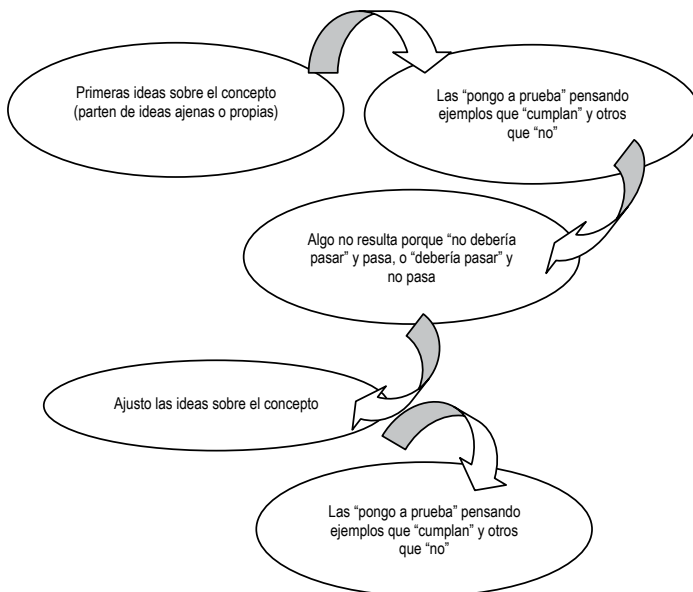 Primeras ideas sobre el concepto
(parten de ideas ajenas o propias)
Las “pongo a prueba” pensando
ejemplos que “cumplan” y otros
que “no”
Algo no resulta porque “no debería
pasar” y pasa, o “debería pasar” y
no pasa
Ajusto las ideas sobre el concepto
Las “pongo a prueba” pensando
ejemplos que “cumplan” y otros
que “no”